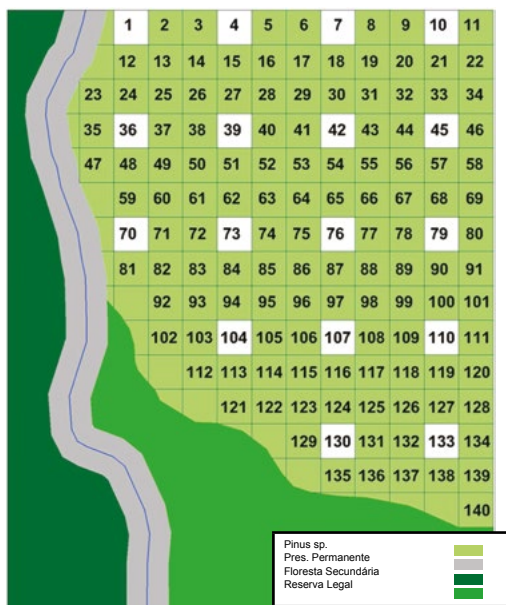 1 2 3 4 5 6 7 8 9 10 11
12 13 14 15 16 17 18 19 20 21 22
23 24 25 26 27 28 29 30 31 32 33 34
35 36 37 38 39 40 41 42 43 44 45 46
47 48 49 50 51 52 53 54 55 56 57 58
59 60 61 62 63 64 65 66 67 68 69
70 71 72 73 74 75 76 77 78 79 80
81 82 83 84 85 86 87 88 89 90 91
92 93 94 95 96 97 98 99 100 101
102 103 104 105 106 107 108 109 110 111
112 113 114 115 116 117 118 119 120
121 122 123 124 125 126 127 128
129 130 131 132 133 134
135 136 137 138 139
140
Pinus sp.
Pres. Permanente
Floresta Secundária
Reserva Legal